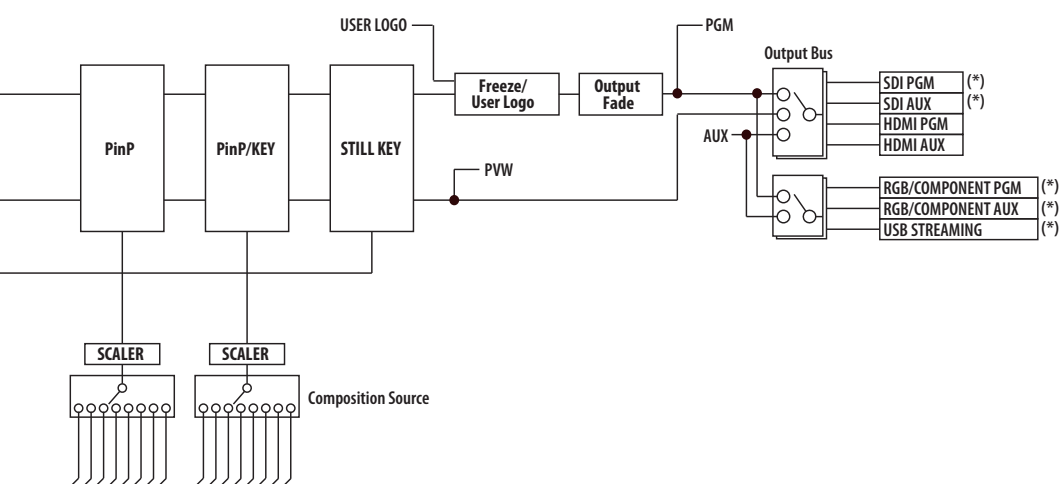 USER LOGO
PGM
Output Bus
PinP
PinP/KEY
STILL KEY
Freeze/
User Logo
Output
Fade
AUX
PVW
SDI PGM (*)
SDI AUX (*)
HDMI PGM
HDMI AUX
RGB/COMPONENT PGM (*)
RGB/COMPONENT AUX (*)
USB STREAMING (*)
SCALER
SCALER
Composition Source